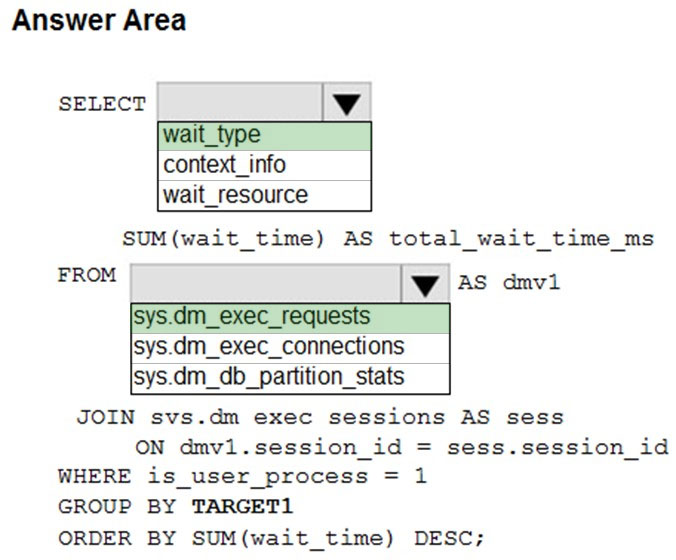 Answer Area
SELECT
wait_type
context_info
wait_resource
SUM(wait_time) AS total_wait_time_ms
FROM AS dmv1
sys.dm_exec_requests
sys.dm_exec_connections
sys.dm_db_partition_stats
JOIN svs.dm exec sessions AS sess
ON dmv1.session_id = sess.session_id
WHERE is_user_process = 1
GROUP BY TARGET1
ORDER BY SUM(wait_time) DESC;